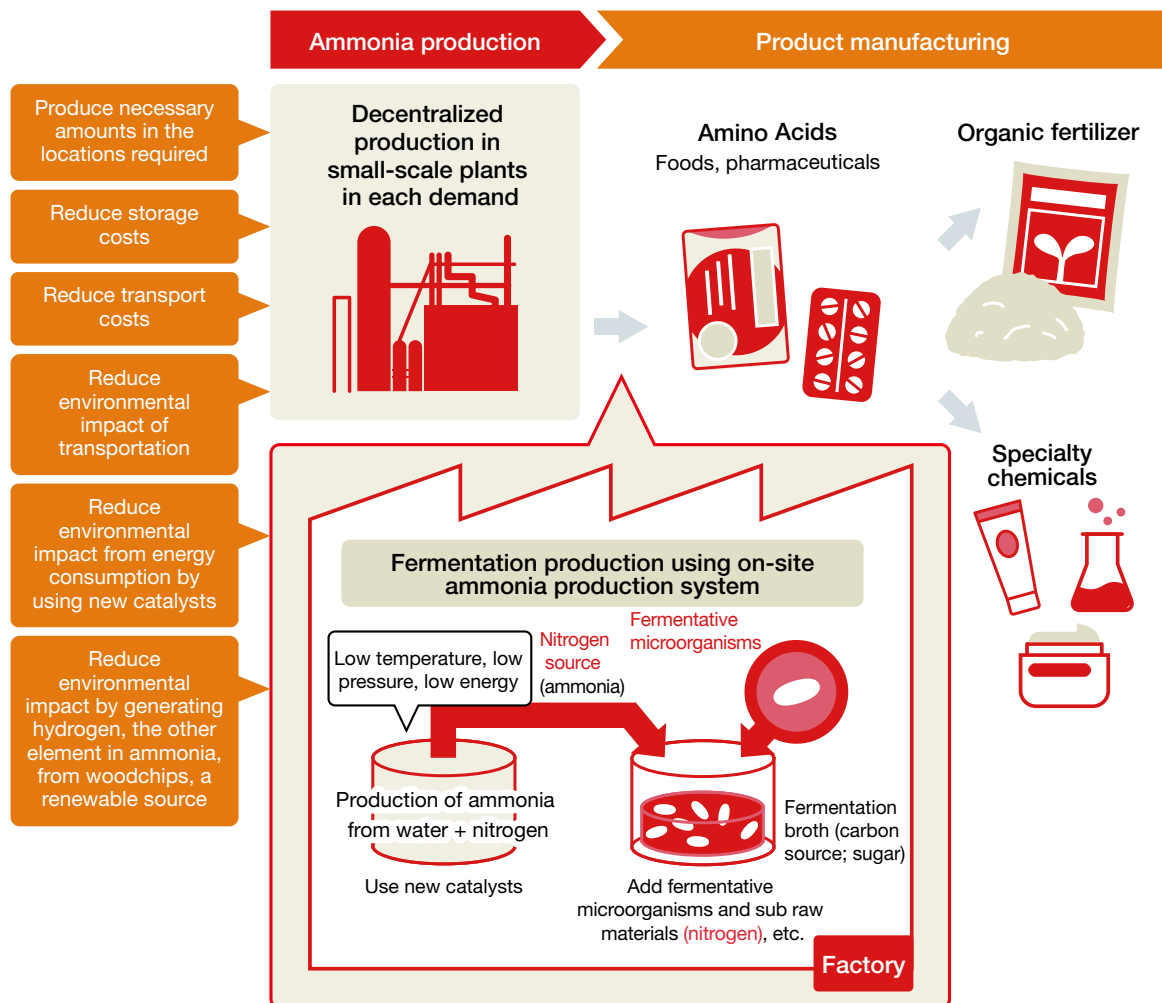 Ammonia production
Product manufacturing
Produce necessary
amounts in the
locations required
Reduce storage
costs
Reduce transport
costs
Reduce
environmental
impact of
transportation
Reduce
environmental
impact from energy
consumption by
using new catalysts
Reduce
environmental
impact by generating
hydrogen, the other
element in ammonia,
from woodchips, a
renewable source
Decentralized
production in
small-scale plants
in each demand
Amino Acids
Foods, pharmaceuticals
Organic fertilizer
Specialty
chemicals
Fermentation production using on-site
ammonia production system
Low temperature, low
pressure, low energy
Nitrogen
source
(ammonia)
Fermentative
microorganisms
Production of ammonia
from water + nitrogen
Use new catalysts
Fermentation
broth (carbon
source; sugar)
Add fermentative
microorganisms and sub raw
materials (nitrogen), etc.
Factory